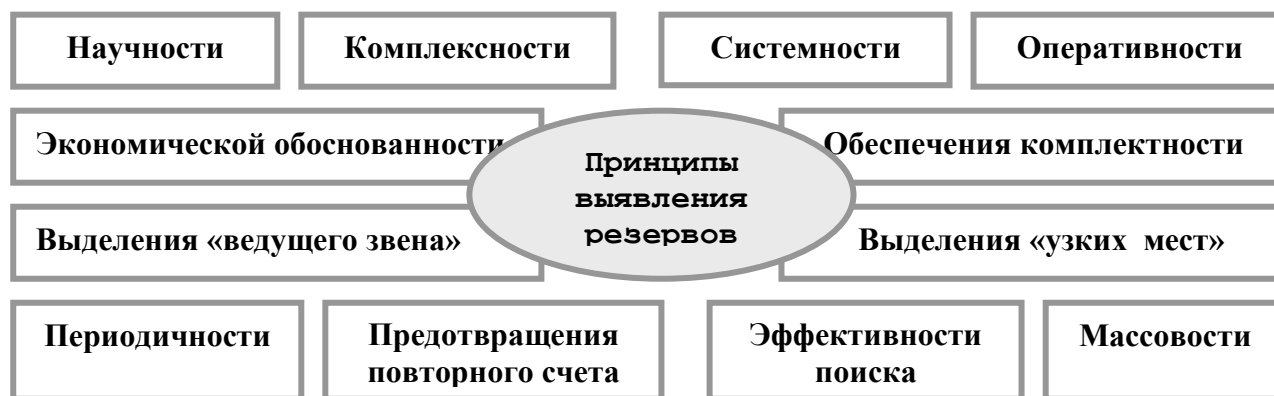 Научности
Комплексности
Системности
Оперативности
Экономической обоснованности
Обеспечения комплектности
Принципы
выявления
резервов
Выделения «ведущего звена»
Выделения «узких мест»
Периодичности
Предотвращения
повторного счета
Эффективности
поиска
Массовости